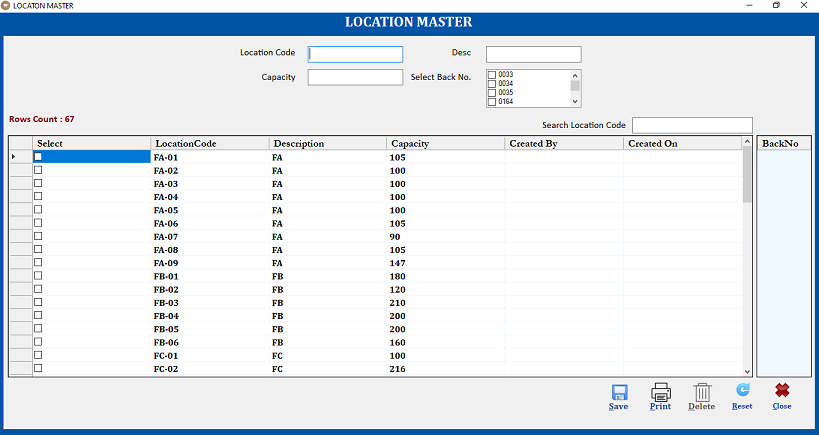 LOCATON MASTER
LOCATION MASTER
Location Code Desc
Capacity Select Back No. 0033
0034
0035
0164
Rows Count : 67
Search Location Code
Select LocationCode Description Capacity Created By Created On BackNo
FA-01 FA 105
FA-02 FA 100
FA-03 FA 100
FA-04 FA 100
FA-05 FA 100
FA-06 FA 105
FA-07 FA 90
FA-08 FA 105
FA-09 FA 147
FB-01 FB 180
FB-02 FB 120
FB-03 FB 210
FB-04 FB 200
FB-05 FB 200
FB-06 FB 160
FC-01 FC 100
FC-02 FC 216
Save Print Delete Reset Close